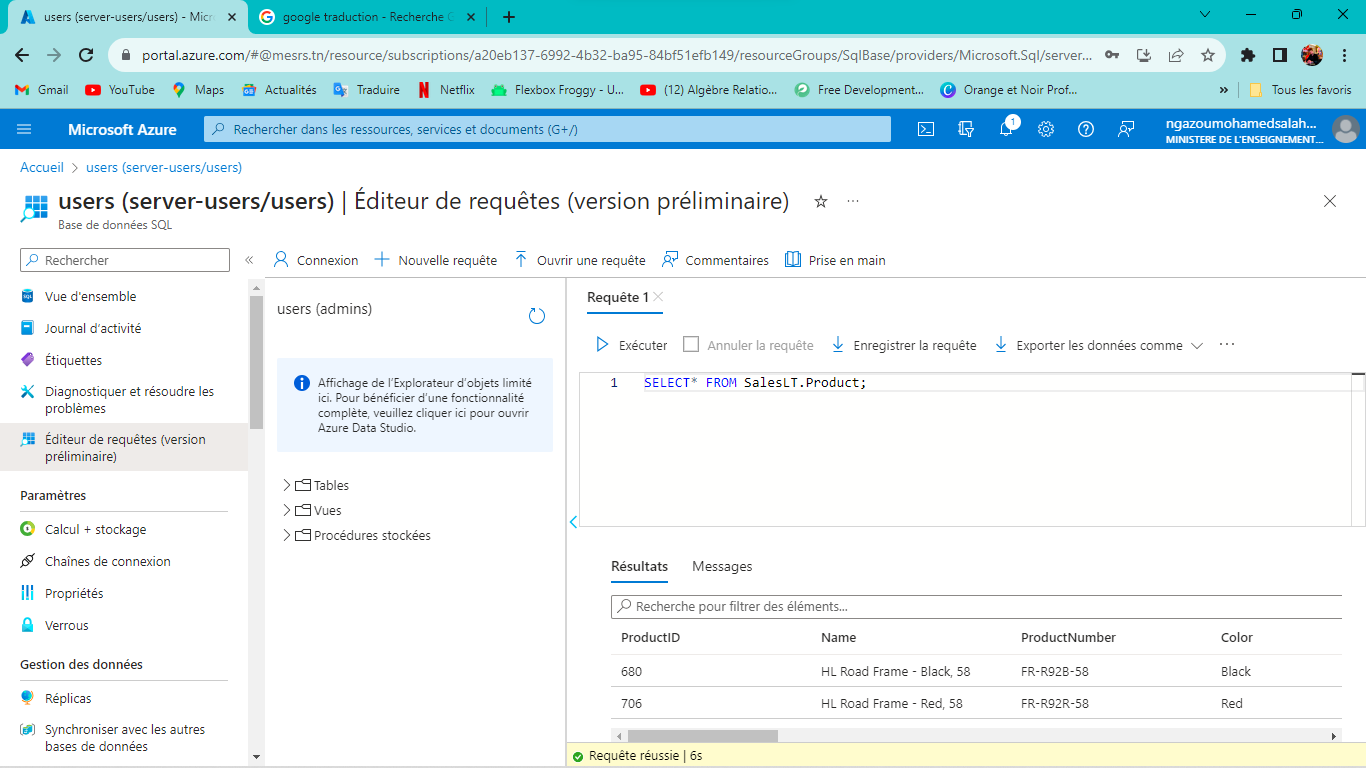 users (server-users/users) - Micr
google traduction - Recherche G
portal.azure.com/#@mesrs.tn/resource/subscriptions/a20eb137-6992-4b32-ba95-84bf51efb149/resourceGroups/SqlBase/providers/Microsoft.Sql/server...
Gmail YouTube Maps Actualités Traduire Netflix Flexbox Froggy - U... (12) Algèbre Relatio... Free Development... Orange et Noir Prof... » Tous les favoris
Microsoft Azure
Rechercher dans les ressources, services et documents (G+/)
1
ngazoumohamedsalah...
MINISTERE DE L'ENSEIGNEMENT...
Accueil > users (server-users/users)
users (server-users/users) | Éditeur de requêtes (version préliminaire) ...
Base de données SQL
Rechercher «
Connexion Nouvelle requête Ouvrir une requête Commentaires Prise en main
Vue d'ensemble
Journal d'activité
Étiquettes
Diagnostiquer et résoudre les
problèmes
Éditeur de requêtes (version
préliminaire)
Paramètres
Calcul + stockage
Chaînes de connexion
Propriétés
Verrous
Gestion des données
Réplicas
Synchroniser avec les autres
bases de données
users (admins)
Affichage de l'Explorateur d'objets limité
ici. Pour bénéficier d'une fonctionnalité
complète, veuillez cliquer ici pour ouvrir
Azure Data Studio.
Tables
Vues
Procédures stockées
Requête 1
Exécuter Annuler la requête Enregistrer la requête Exporter les données comme ...
1 SELECT* FROM SalesLT.Product;
Résultats Messages
Recherche pour filtrer des éléments...
ProductID Name ProductNumber Color
680 HL Road Frame - Black, 58 FR-R92B-58 Black
706 HL Road Frame - Red, 58 FR-R92R-58 Red
Requête réussie | 6s